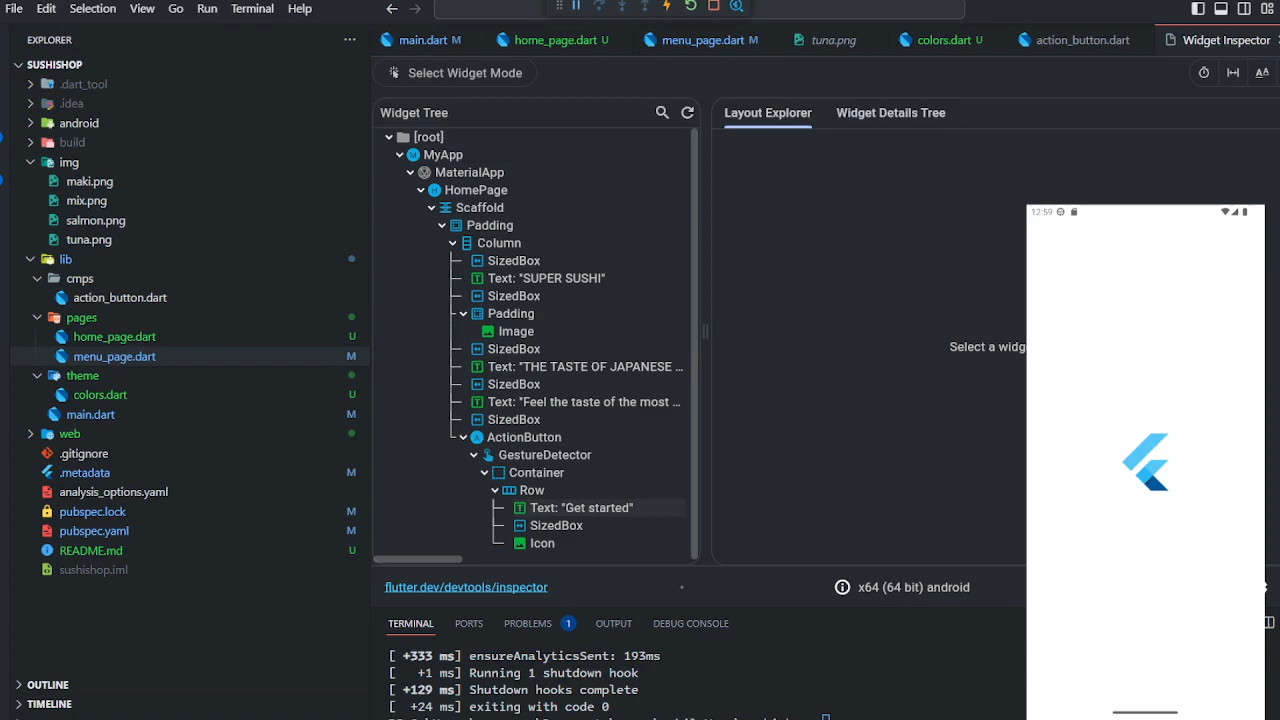 File Edit Selection View Go Run Terminal Help
EXPLORER
SUSHISHOP
.dart_tool
.idea
android
build
img
maki.png
mix.png
salmon.png
tuna.png
lib
cmps
action_button.dart
pages
home_page.dart U
menu_page.dart M
theme
colors.dart U
main.dart M
web
.gitignore
.metadata M
analysis_options.yaml
pubspec.lock M
pubspec.yaml M
README.md U
sushishop.iml
OUTLINE
TIMELINE
main.dart M home_page.dart U menu_page.dart M tuna.png colors.dart U action_button.dart Widget Inspector
Select Widget Mode
AA
Widget Tree
[root]
MyApp
MaterialApp
HomePage
Scaffold
Padding
Column
SizedBox
Text: "SUPER SUSHI"
SizedBox
Padding
Image
SizedBox
Text: "THE TASTE OF JAPANESE ...
SizedBox
Text: "Feel the taste of the most ...
SizedBox
ActionButton
GestureDetector
Container
Row
Text: "Get started"
SizedBox
Icon
Layout Explorer Widget Details Tree
Select a widg
12:59
flutter.dev/devtools/inspector
x64 (64 bit) android
TERMINAL PORTS PROBLEMS 1 OUTPUT DEBUG CONSOLE
[ +333 ms] ensureAnalyticsSent: 193ms
[ +1 ms] Running 1 shutdown hook
[ +129 ms] Shutdown hooks complete
[ +24 ms] exiting with code 0